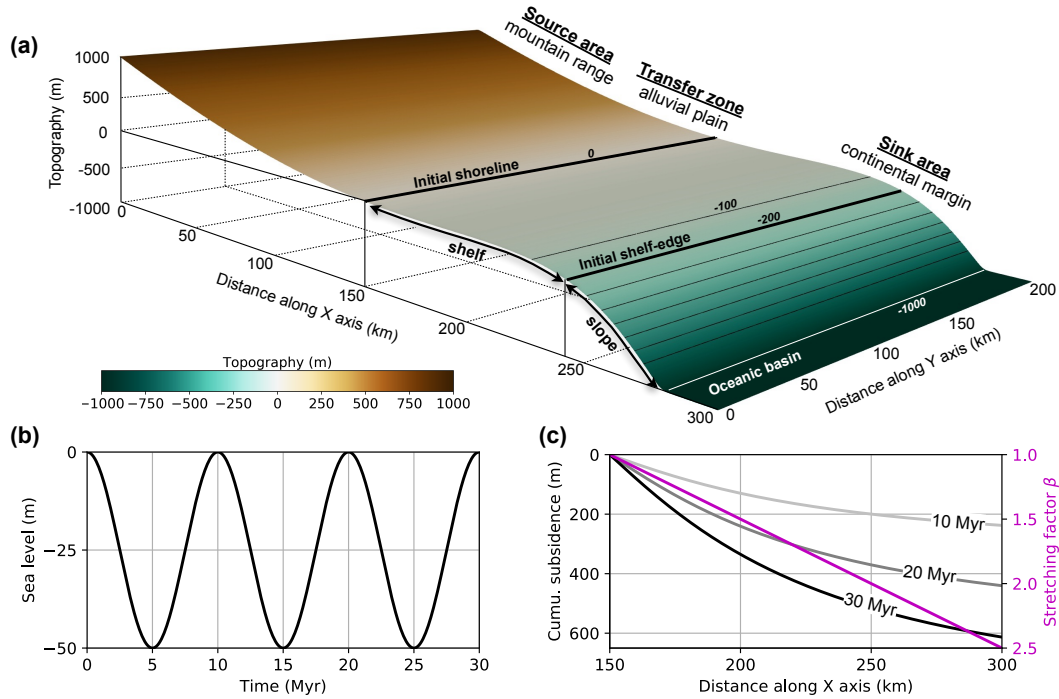 (a)
Source area
mountain range
Transfer zone
alluvial plain
Sink area
continental margin
Topography (m)
1000
500
0
-500
-1000
0
50
100
150
200
250
300
Distance along X axis (km)
Initial shoreline
0
-100
Initial shelf-edge
-200
shelf
slope
-1000
Oceanic basin
0
50
100
150
200
Distance along Y axis (km)
Topography (m)
−1000 −750 −500 −250 0 250 500 750 1000
(b)
Sea level (m)
0
−25
−50
0 5 10 15 20 25 30
Time (Myr)
(c)
Cumu. subsidence (m)
0
200
400
600
10 Myr
20 Myr
30 Myr
1.0
1.5
2.0
2.5
Stretching factor β
150 200 250 300
Distance along X axis (km)